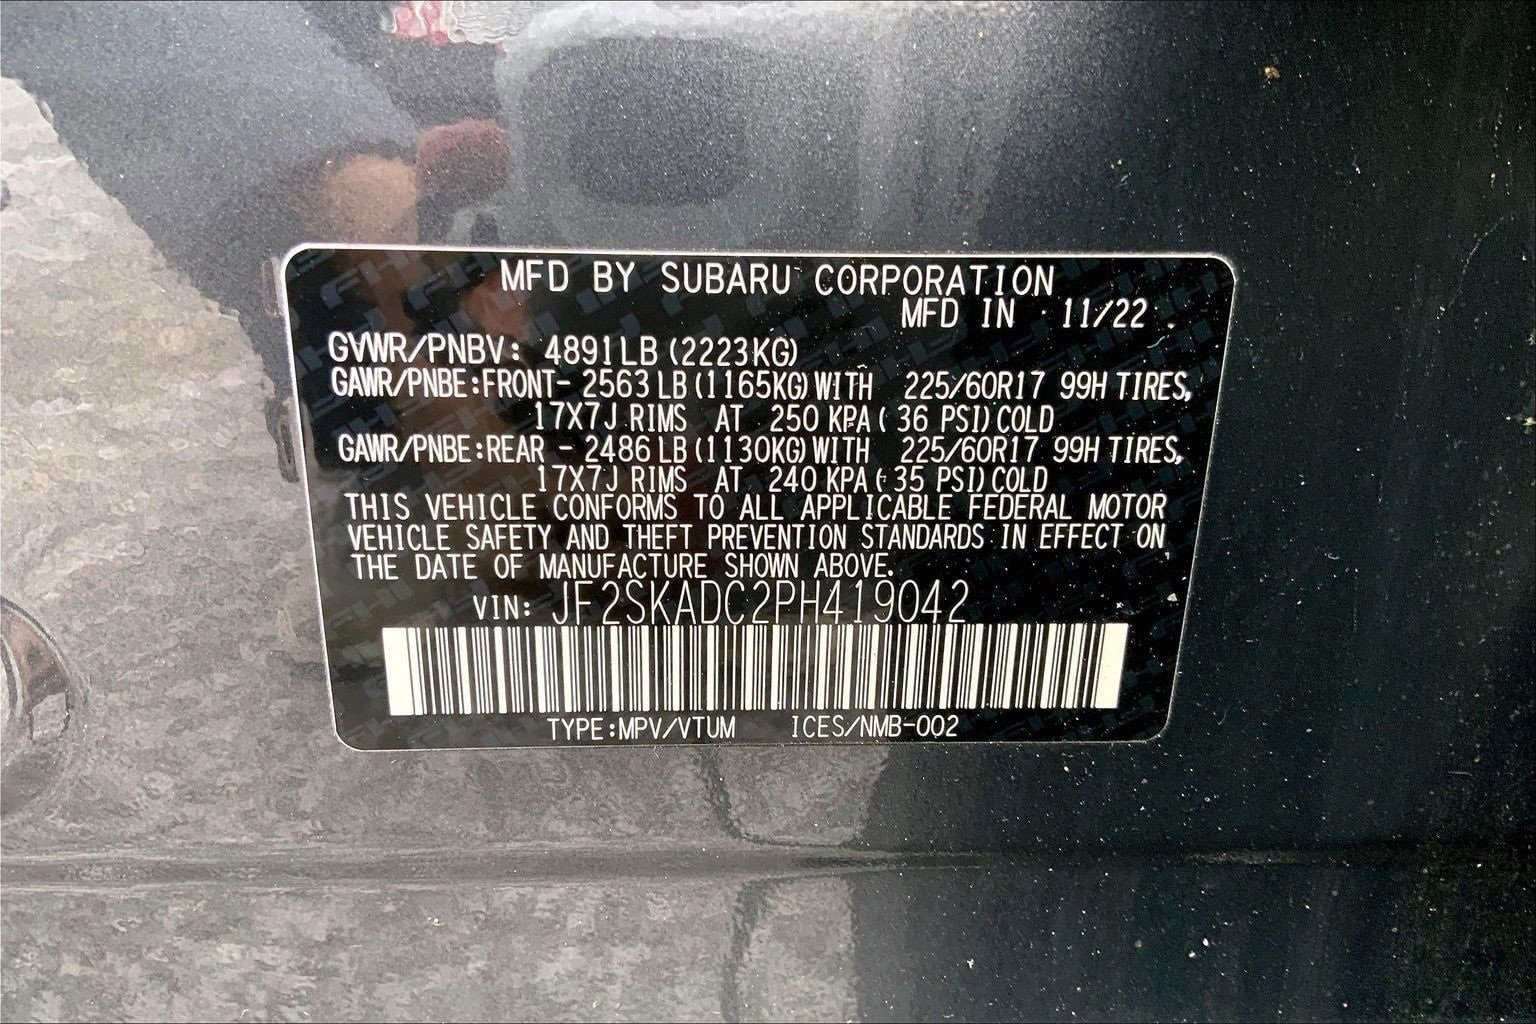 MFD BY SUBARU CORPORATION
MFD IN 11/22
GVWR/PNBV: 4891LB (2223KG)
GAWR/PNBE:FRONT- 2563LB (1165KG) WITH 225/60R17 99H TIRES,
17X7J RIMS AT 250 KPA ( 36 PSI) COLD
GAWR/PNBE:REAR - 2486LB (1130KG) WITH 225/60R17 99H TIRES,
17X7J RIMS AT 240 KPA ( 35 PSI) COLD
THIS VEHICLE CONFORMS TO ALL APPLICABLE FEDERAL MOTOR
VEHICLE SAFETY AND THEFT PREVENTION STANDARDS IN EFFECT ON
THE DATE OF MANUFACTURE SHOWN ABOVE.
VIN: JF2SKADC2PH419042
TYPE:MPV/VTUM ICES/NMB-002